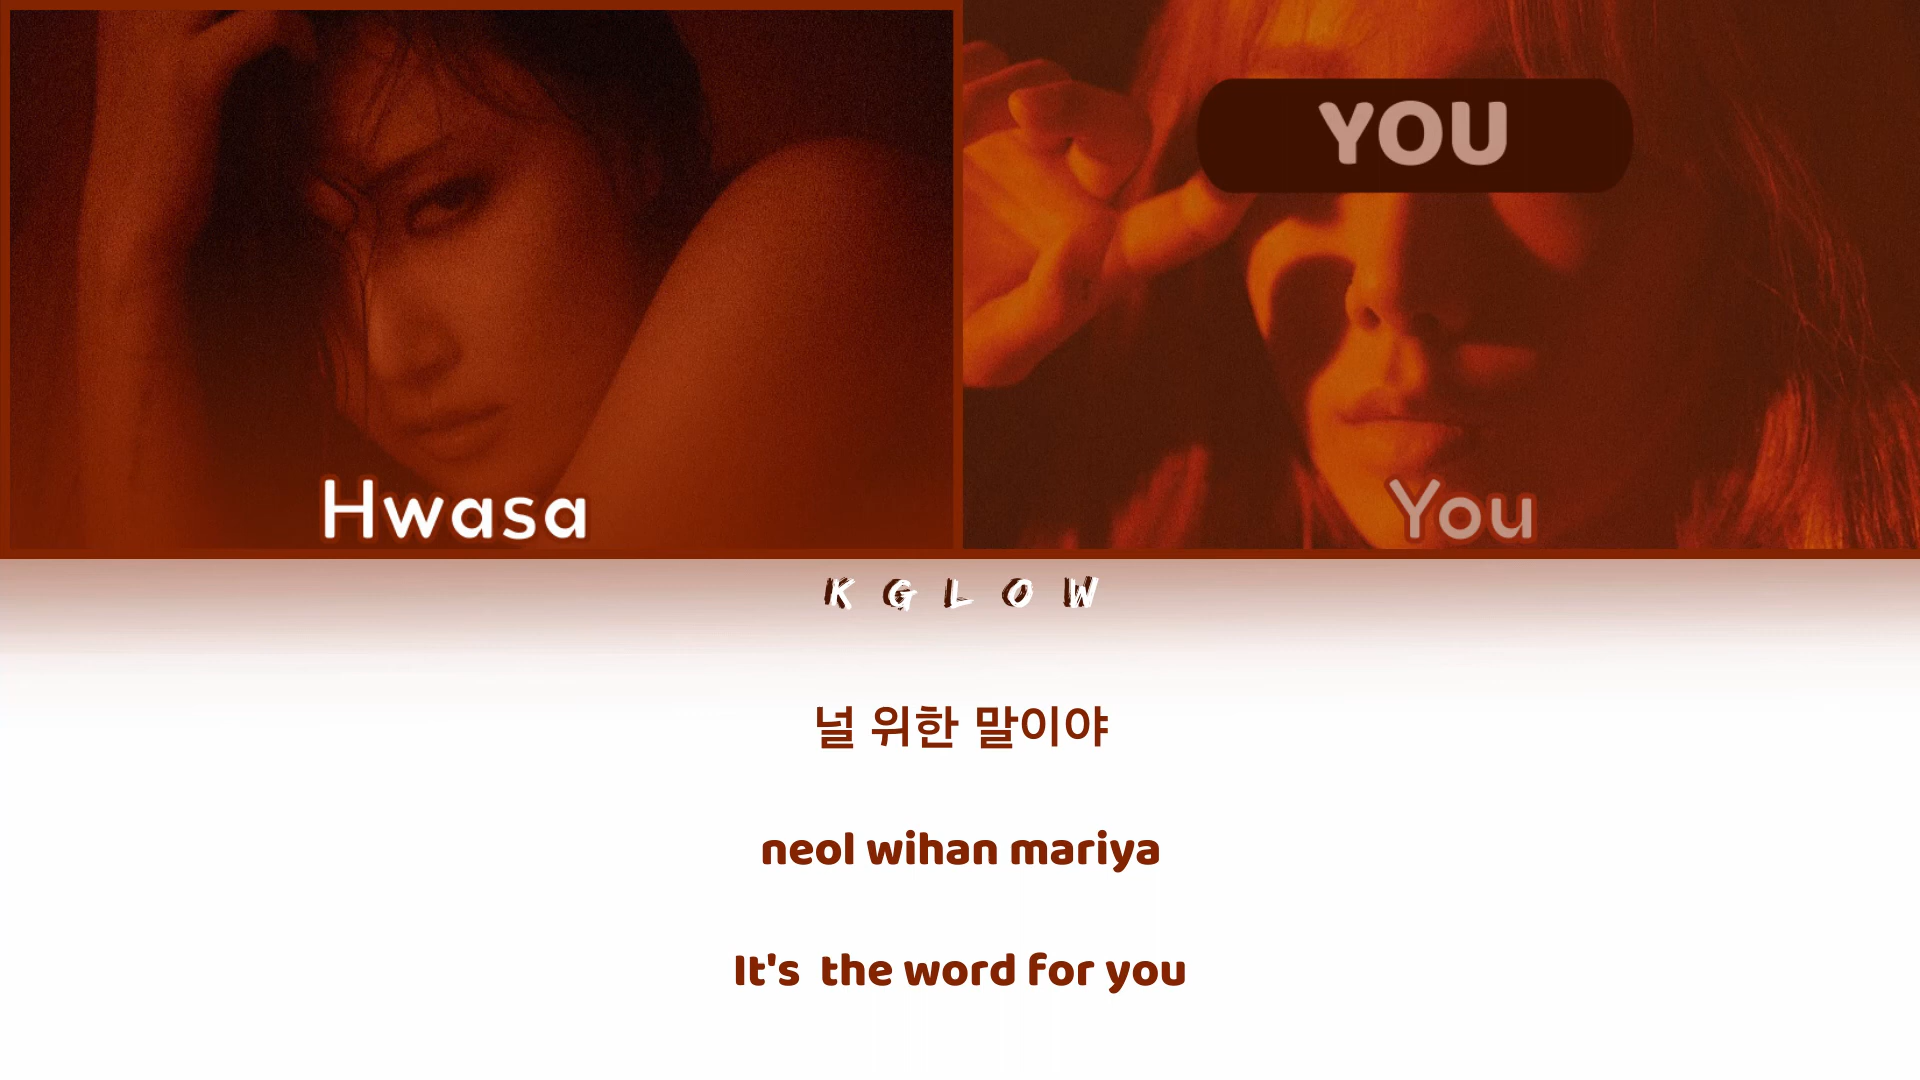 YOU
Hwasa
You
KGLOW
널 위한 말이야
neol wihan mariya
It's the word for you